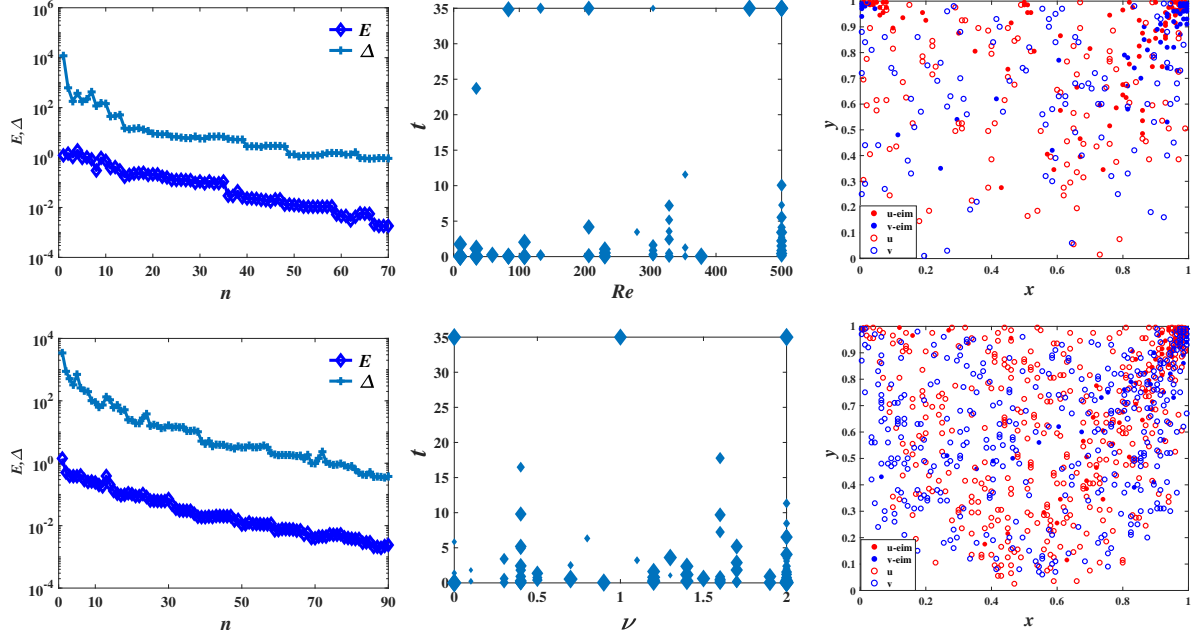 10^6
10^4
10^2
10^0
10^-2
10^-4
E, Δ
E
Δ
0 10 20 30 40 50 60 70
n
35
30
25
20
15
10
5
0
t
0 100 200 300 400 500
Re
1
0.9
0.8
0.7
0.6
0.5
0.4
0.3
0.2
0.1
0
y
u-eim
v-eim
u
v
0 0.2 0.4 0.6 0.8 1
x
10^4
10^2
10^0
10^-2
10^-4
E, Δ
E
Δ
0 10 30 50 70 90
n
35
30
25
20
15
10
5
0
t
0 0.5 1 1.5 2
ν
1
0.9
0.8
0.7
0.6
0.5
0.4
0.3
0.2
0.1
0
y
u-eim
v-eim
u
v
0 0.2 0.4 0.6 0.8 1
x